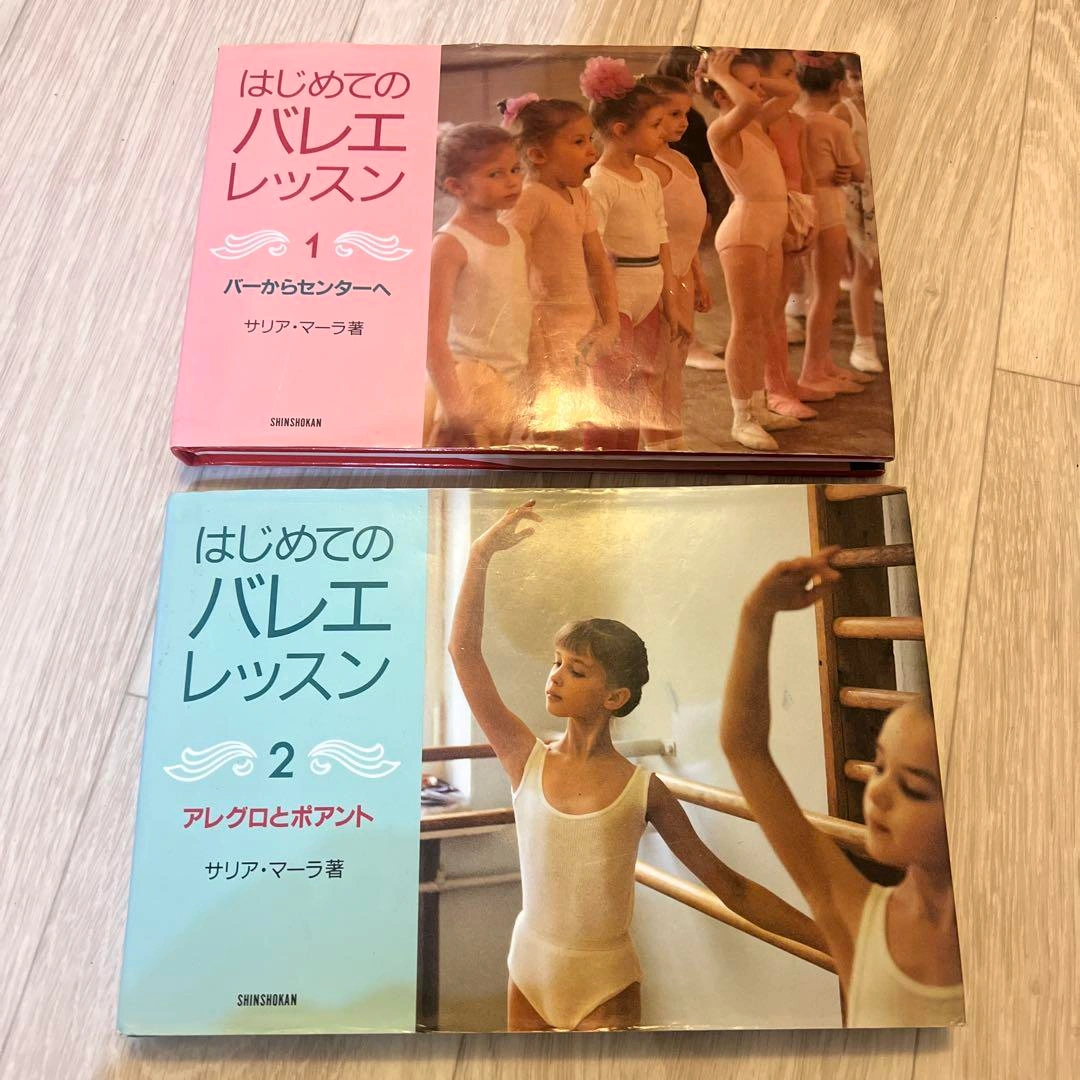 はじめての
バレエ
レッスン
1
バーからセンターへ
サリア・マーラ著
SHINSHOKAN
はじめての
バレエ
レッスン
2
アレグロとポアント
サリア・マーラ著
SHINSHOKAN